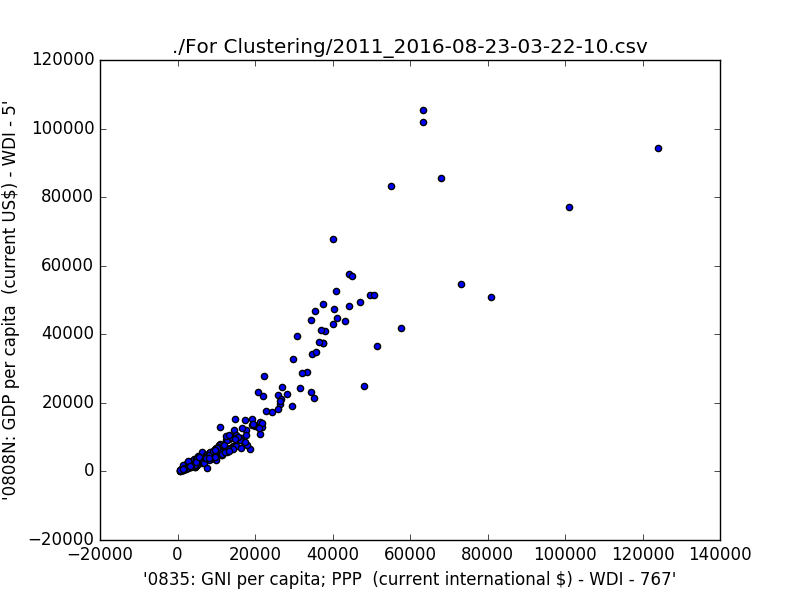 ./For Clustering/2011_2016-08-23-03-22-10.csv
120000
100000
80000
60000
40000
20000
0
−20000
'0808N: GDP per capita  (current US$) - WDI - 5'
−20000 0 20000 40000 60000 80000 100000 120000 140000
'0835: GNI per capita; PPP  (current international $) - WDI - 767'